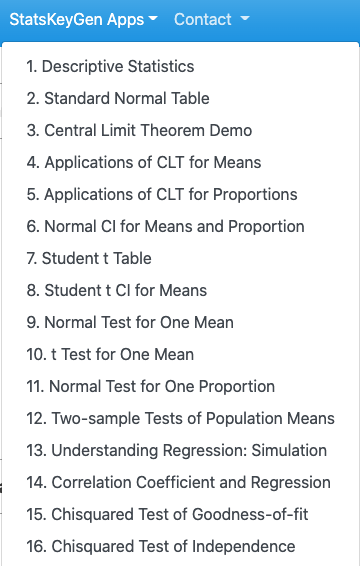 StatsKeyGen Apps Contact
1. Descriptive Statistics
2. Standard Normal Table
3. Central Limit Theorem Demo
4. Applications of CLT for Means
5. Applications of CLT for Proportions
6. Normal CI for Means and Proportion
7. Student t Table
8. Student t CI for Means
9. Normal Test for One Mean
10. t Test for One Mean
11. Normal Test for One Proportion
12. Two-sample Tests of Population Means
13. Understanding Regression: Simulation
14. Correlation Coefficient and Regression
15. Chisquared Test of Goodness-of-fit
16. Chisquared Test of Independence